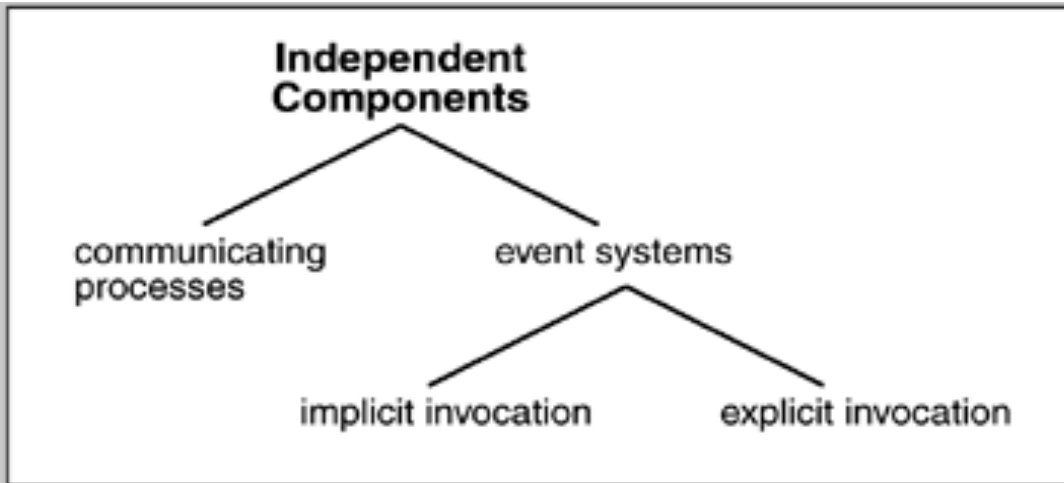 Independent
Components
communicating
processes
event systems
implicit invocation
explicit invocation